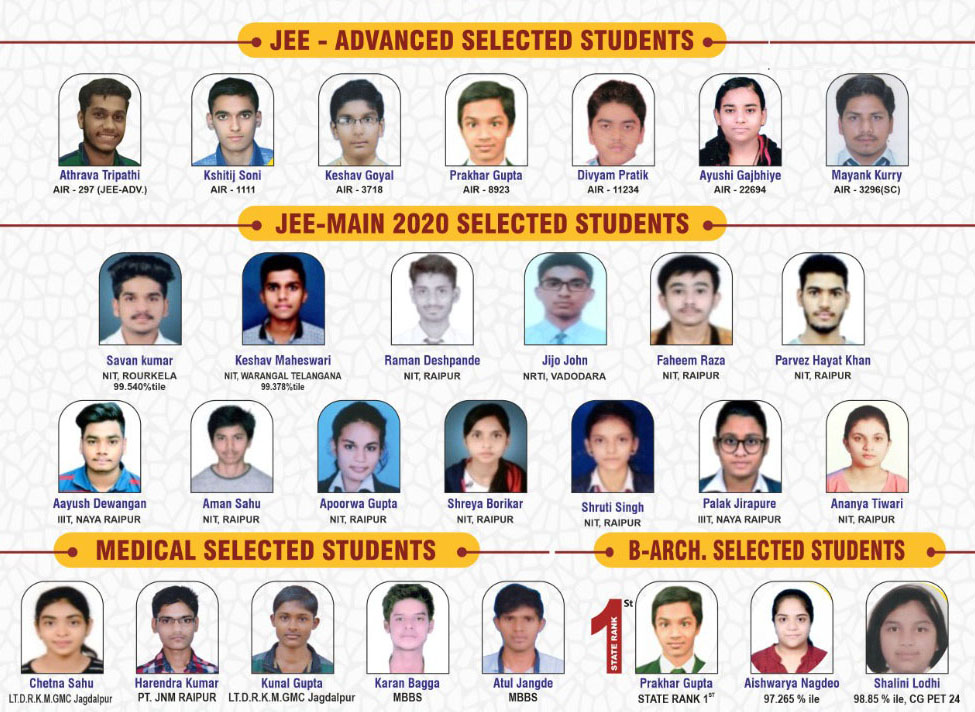 JEE - ADVANCED SELECTED STUDENTS
Athrava Tripathi
AIR - 297 (JEE-ADV.)
Kshitij Soni
AIR - 1111
Keshav Goyal
AIR - 3718
Prakhar Gupta
AIR - 8923
Divyam Pratik
AIR - 11234
Ayushi Gajbhiye
AIR - 22694
Mayank Kurry
AIR - 3296(SC)
JEE-MAIN 2020 SELECTED STUDENTS
Savan kumar
NIT, ROURKELA
99.540%tile
Keshav Maheswari
NIT, WARANGAL TELANGANA
99.378%tile
Raman Deshpande
NIT, RAIPUR
Jijo John
NRTI, VADODARA
Faheem Raza
NIT, RAIPUR
Parvez Hayat Khan
NIT, RAIPUR
Aayush Dewangan
IIIT, NAYA RAIPUR
Aman Sahu
NIT, RAIPUR
Apoorwa Gupta
NIT, RAIPUR
Shreya Borikar
NIT, RAIPUR
Shruti Singh
NIT, RAIPUR
Palak Jirapure
IIIT, NAYA RAIPUR
Ananya Tiwari
NIT, RAIPUR
MEDICAL SELECTED STUDENTS
Chetna Sahu
LT.D.R.K.M.GMC Jagdalpur
Harendra Kumar
PT. JNM RAIPUR
Kunal Gupta
LT.D.R.K.M.GMC Jagdalpur
Karan Bagga
MBBS
Atul Jangde
MBBS
B-ARCH. SELECTED STUDENTS
1St
STATE RANK
Prakhar Gupta
STATE RANK 1ST
Aishwarya Nagdeo
97.265 % ile
Shalini Lodhi
98.85 % ile, CG PET 24